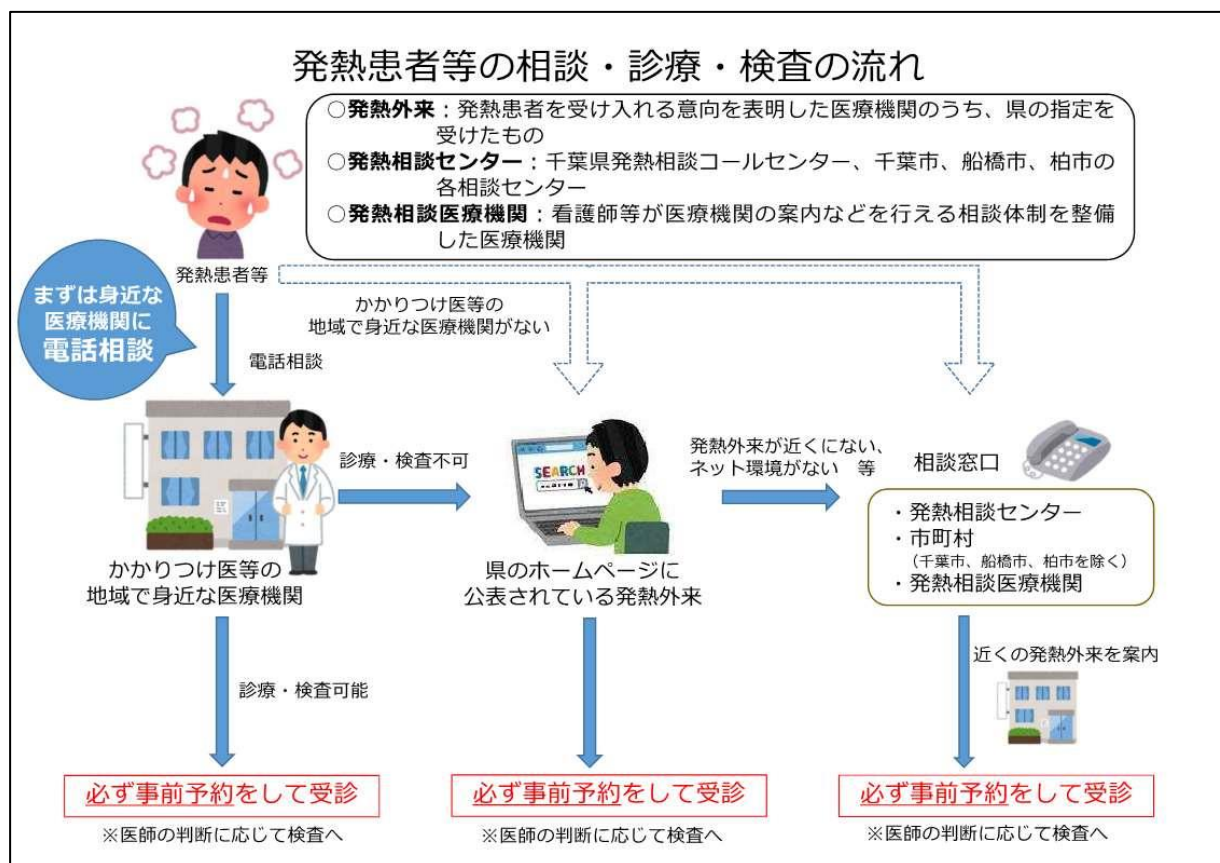 発熱患者等の相談・診療・検査の流れ
○発熱外来：発熱患者を受け入れる意向を表明した医療機関のうち、県の指定を
受けたもの
○発熱相談センター：千葉県発熱相談コールセンター、千葉市、船橋市、柏市の
各相談センター
○発熱相談医療機関：看護師等が医療機関の案内などを行える相談体制を整備
した医療機関
発熱患者等
まずは身近な
医療機関に
電話相談
かかりつけ医等の
地域で身近な医療機関がない
電話相談
診療・検査不可
SEARCH
発熱外来が近くにない、
ネット環境がない 等
相談窓口
・発熱相談センター
・市町村
（千葉市、船橋市、柏市を除く）
・発熱相談医療機関
かかりつけ医等の
地域で身近な医療機関
県のホームページに
公表されている発熱外来
診療・検査可能
近くの発熱外来を案内
必ず事前予約をして受診
※医師の判断に応じて検査へ
必ず事前予約をして受診
※医師の判断に応じて検査へ
必ず事前予約をして受診
※医師の判断に応じて検査へ